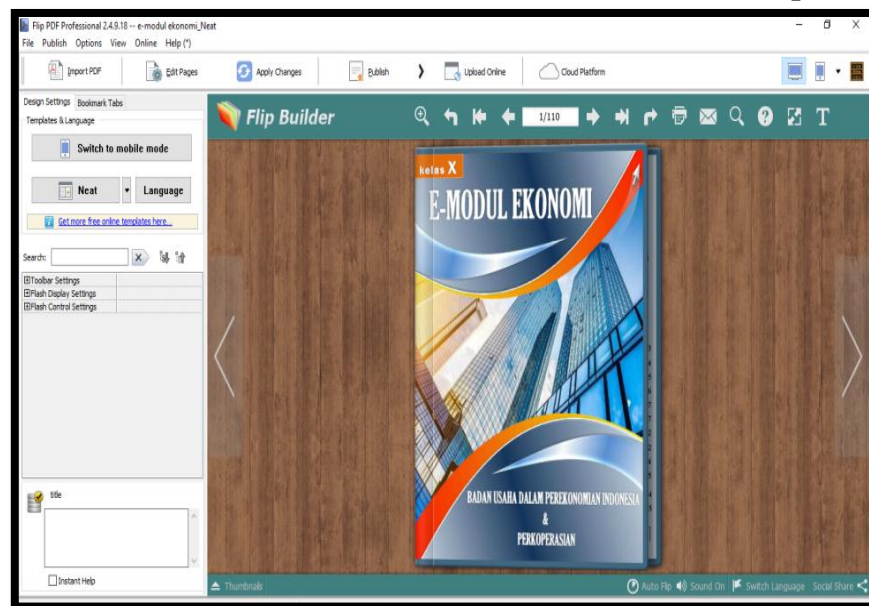 Flip PDF Professional 2.4.9.18 -- e-modul ekonomi_Neat
File Publish Options View Online Help (*)
Import PDF Edit Pages Apply Changes Publish Upload Online Cloud Platform
Design Settings Bookmark Tabs
Templates & Language
Switch to mobile mode
Neat Language
Get more free online templates here...
Search:
Toolbar Settings
Flash Display Settings
Flash Control Settings
title
Instant Help
Flip Builder
1/110
kelas X
E-MODUL EKONOMI
BADAN USAHA DALAM PEREKONOMIAN INDONESIA
&
PERKOPERASIAN
Thumbnails Auto Flip Sound On Switch Language Social Share